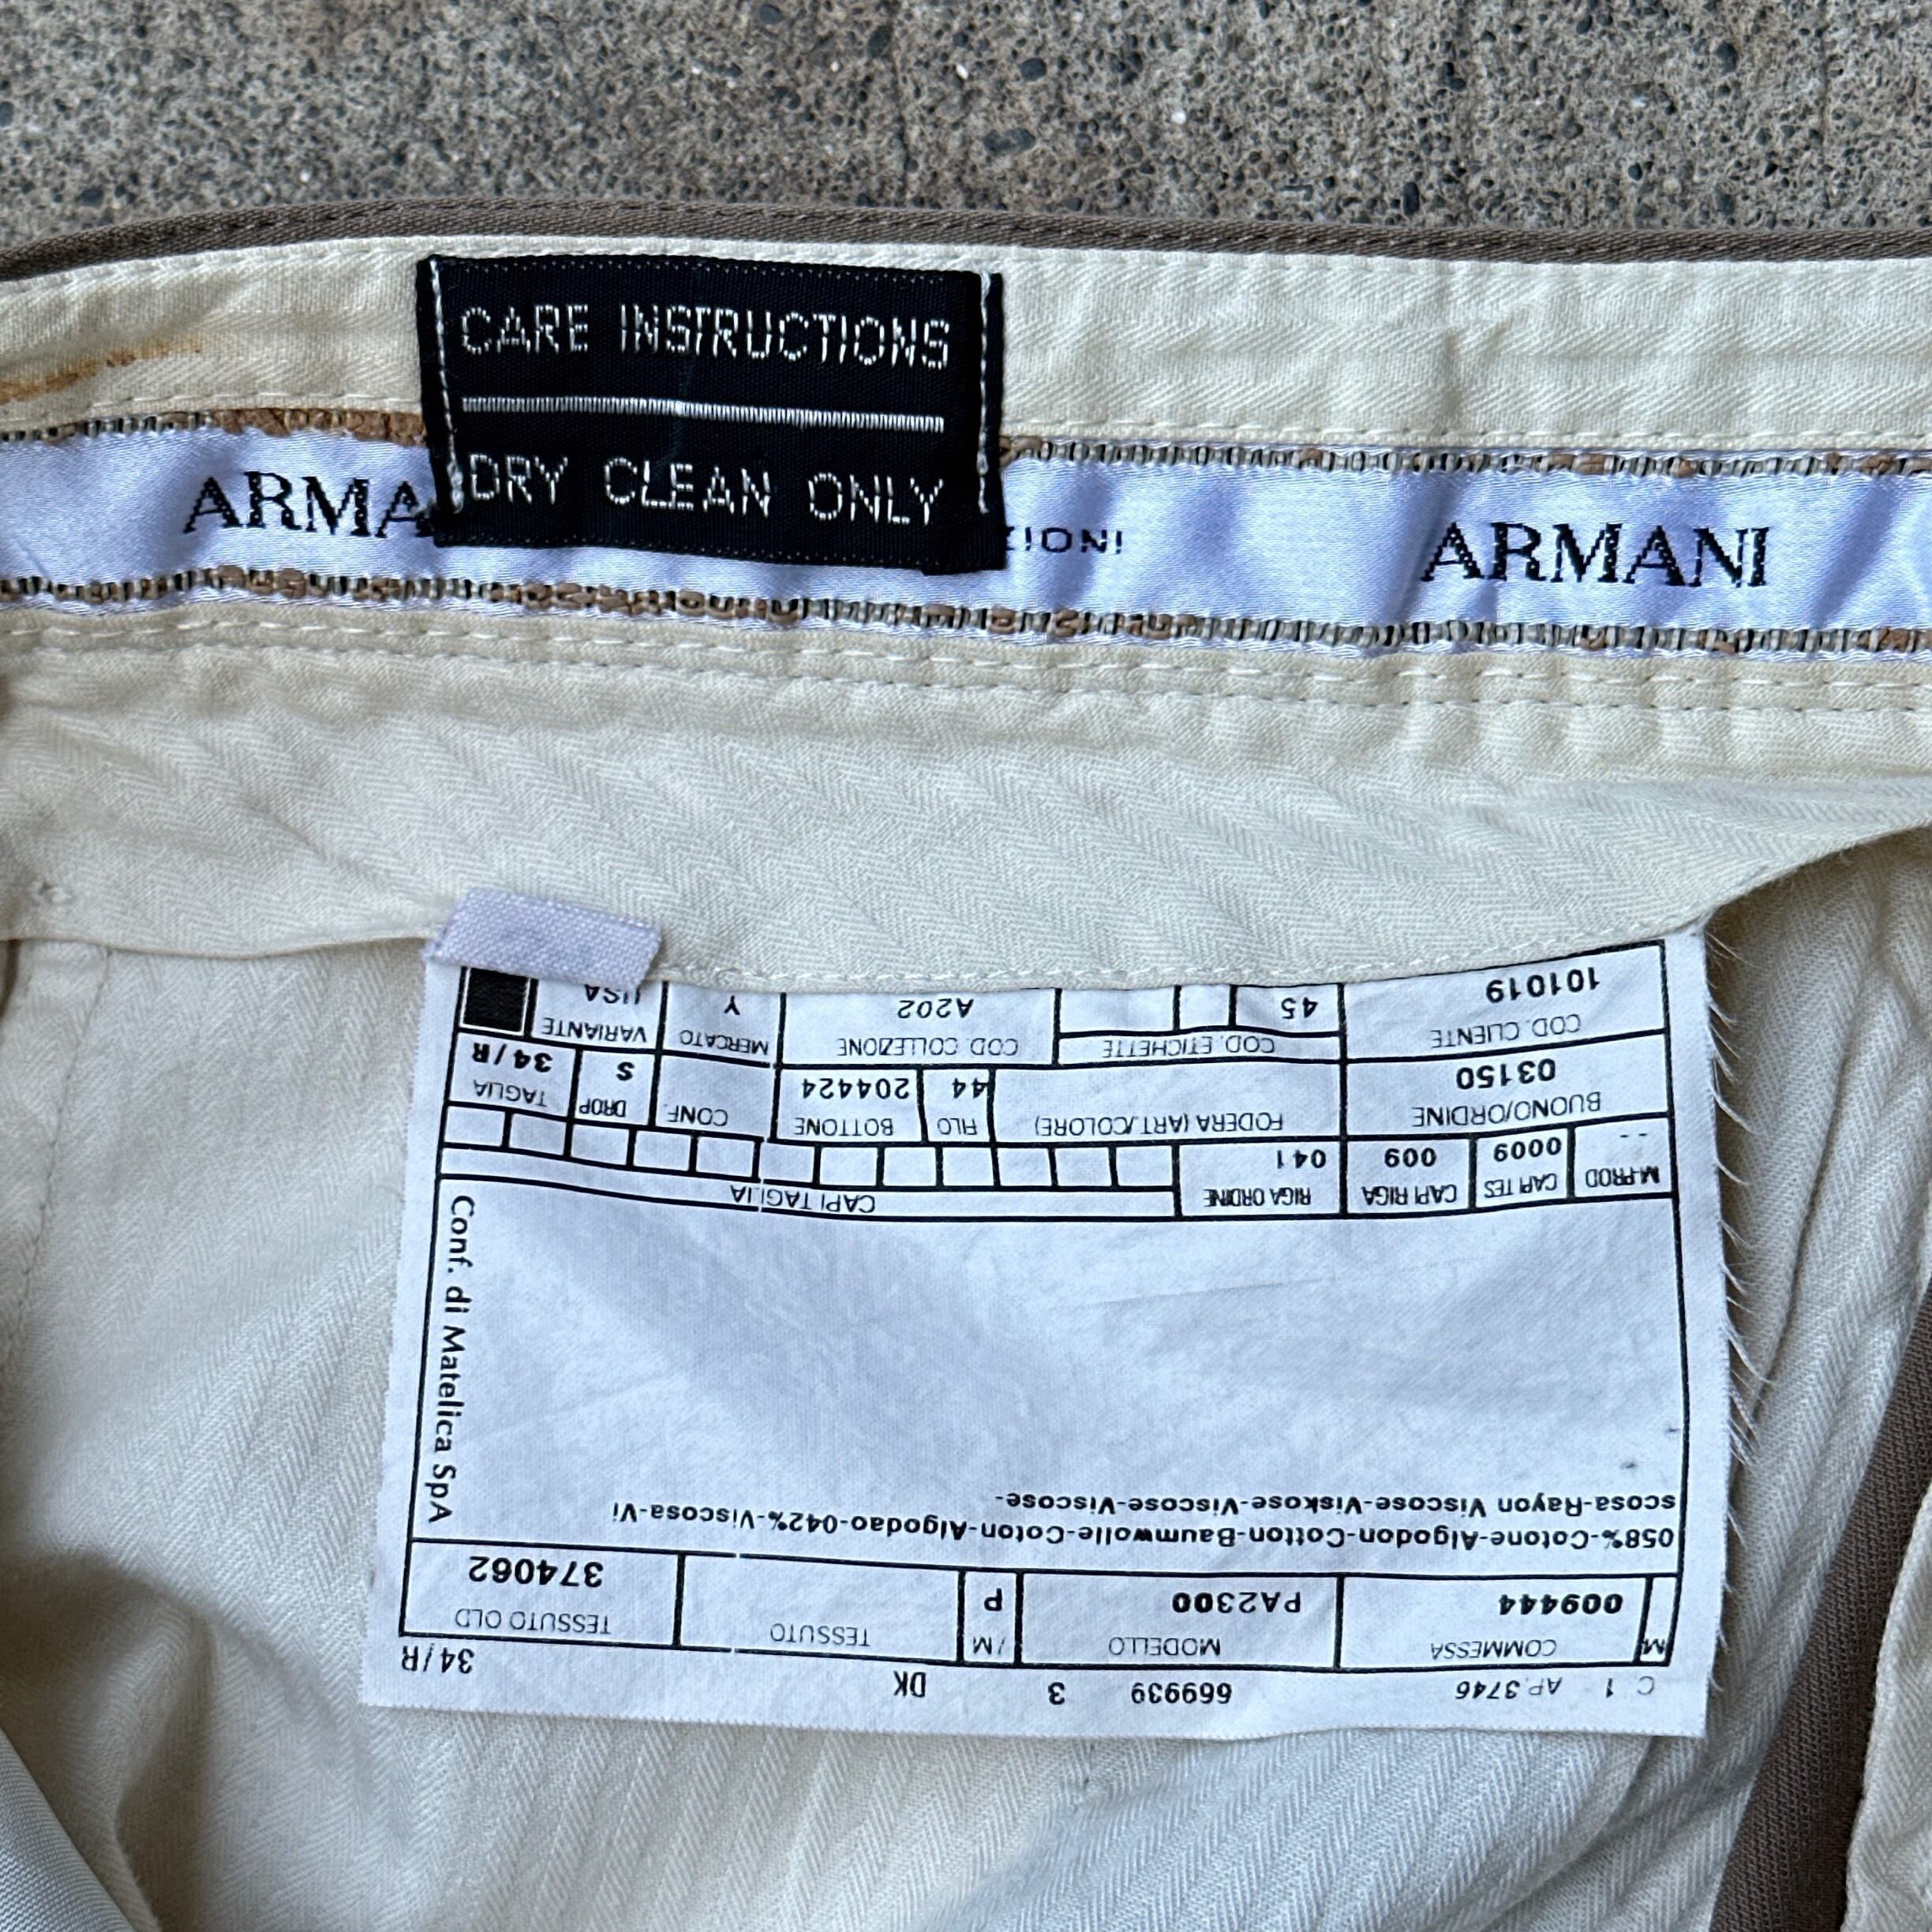 CARE INSTRUCTIONS
DRY CLEAN ONLY
ARMA
ZIONI
ARMANI
C 1 AP.3746 669939 3 DK 34/R
M COMMESSA MODELLO /M TESSUTO TESSUTO OLD
009444 PA2300 P 374062
058%-Cotone-Algodon-Cotton-Baumwolle-Coton-Algodao-042%-Viscosa-Vi
scosa-Rayon Viscose-Viskose-Viscose-Viscose-
Conf. di Matelica SpA
M-PROD CAPI TES CAPI RIGA RIGA ORDINE CAPI TAGLIA
-- 0009 009 041
BUONO/ORDINE FODERA (ART./COLORE) FILO BOTTONE CONF. DROP TAGLIA
03150 44 204424 S 34/R
COD. CLIENTE COD. ETICHETTE COD COLLEZIONE MERCATO VARIANTE
101019 45 A202 Y USA